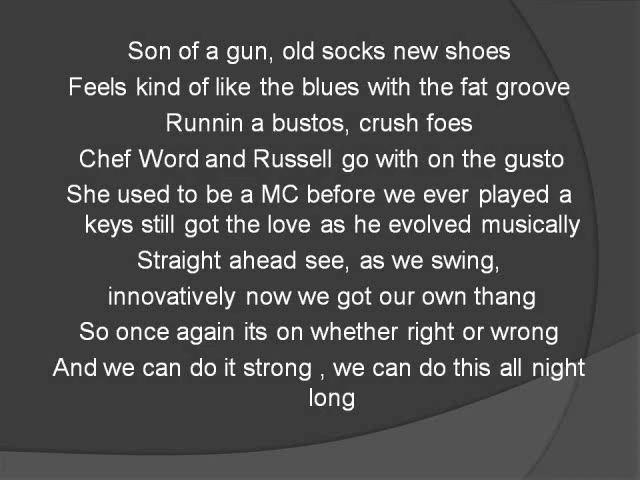 Son of a gun, old socks new shoes
Feels kind of like the blues with the fat groove
Runnin a bustos, crush foes
Chef Word and Russell go with on the gusto
She used to be a MC before we ever played a
keys still got the love as he evolved musically
Straight ahead see, as we swing,
innovatively now we got our own thang
So once again its on whether right or wrong
And we can do it strong , we can do this all night
long